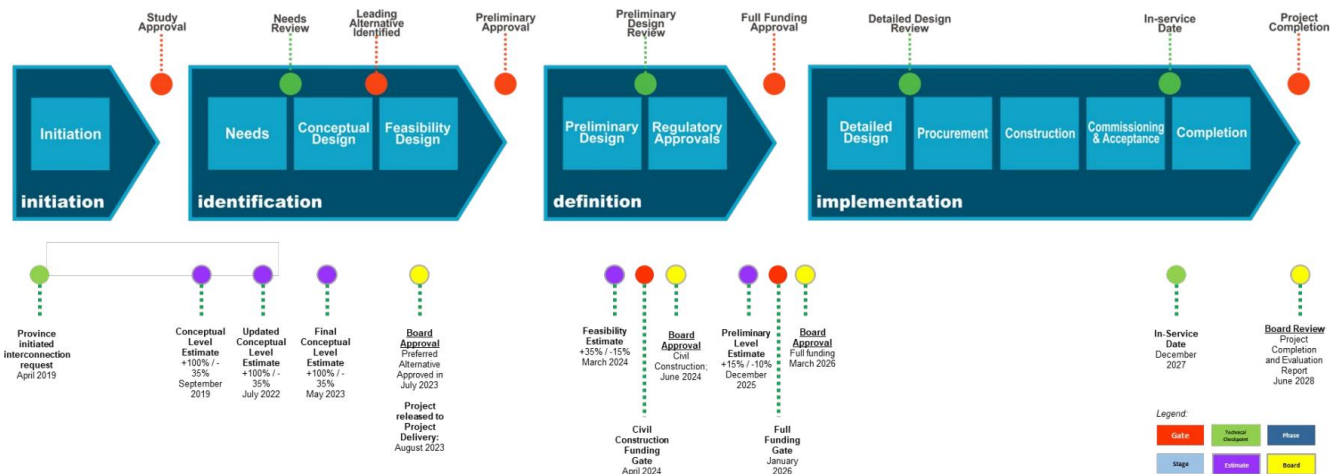 Study
Approval
Needs
Review
Leading
Alternative
Identified
Preliminary
Approval
Preliminary
Design
Review
Full Funding
Approval
Detailed Design
Review
In-service
Date
Project
Completion
Initiation
Needs
Conceptual
Design
Feasibility
Design
Preliminary
Design
Regulatory
Approvals
Detailed
Design
Procurement
Construction
Commissioning
& Acceptance
Completion
initiation
identification
definition
implementation
Province
initiated
interconnection
request
April 2019
Conceptual
Level
Estimate
+100% / -
35%
September
2019
Updated
Conceptual
Level
Estimate
+100% / -
35%
July 2022
Final
Conceptual
Level
Estimate
+100% / -
35%
May 2023
Board
Approval
Preferred
Alternative
Approved in
July 2023
Project
released to
Project
Delivery:
August 2023
Feasibility
Estimate
+35% / -15%
March 2024
Civil
Construction
Funding
Gate
April 2024
Board
Approval
Civil
Construction;
June 2024
Preliminary
Level
Estimate
+15% / -10%
December
2025
Full
Funding
Gate
January
2026
Board
Approval
Full funding
March 2026
In-Service
Date
December
2027
Board Review
Project
Completion
and Evaluation
Report
June 2028
Legend:
Gate
Technical
Checkpoint
Phase
Stage
Estimate
Board